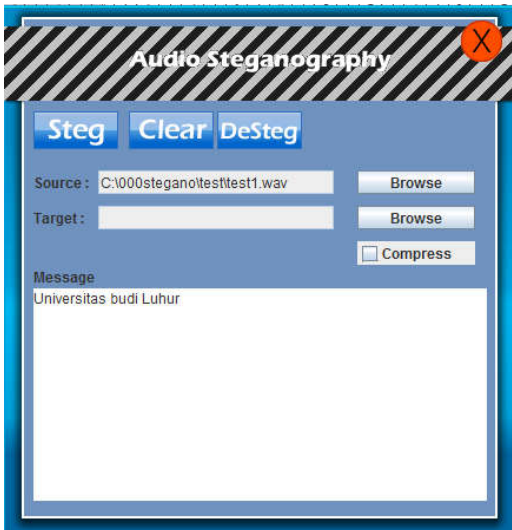 X
Audio Steganography
Steg Clear DeSteg
Source : C:\000stegano\test\test1.wav Browse
Target : Browse
Compress
Message
Universitas budi Luhur